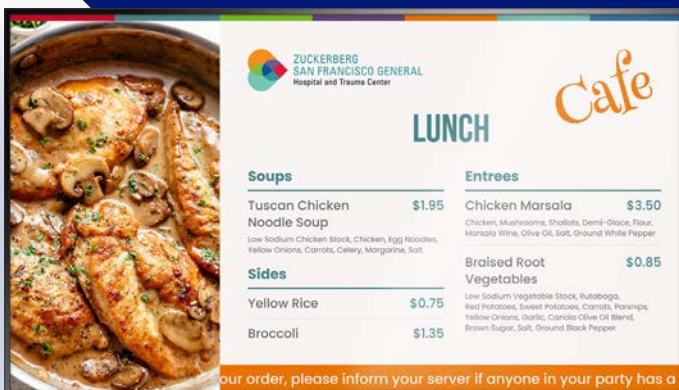 ZUCKERBERG
SAN FRANCISCO GENERAL
Hospital and Trauma Center
Cafe
LUNCH
Soups
Tuscan Chicken $1.95
Noodle Soup
Low Sodium Chicken Stock, Chicken, Egg Noodles,
Yellow Onions, Carrots, Celery, Margarine, Salt
Sides
Yellow Rice $0.75
Broccoli $1.35
Entrees
Chicken Marsala $3.50
Chicken, Mushrooms, Shallots, Demi-Glace, Flour,
Marsala Wine, Olive Oil, Salt, Ground White Pepper
Braised Root $0.85
Vegetables
Low Sodium Vegetable Stock, Rutabaga,
Red Potatoes, Sweet Potatoes, Carrots, Parsnips,
Yellow Onions, Garlic, Canola Olive Oil Blend,
Brown Sugar, Salt, Ground Black Pepper
our order, please inform your server if anyone in your party has a